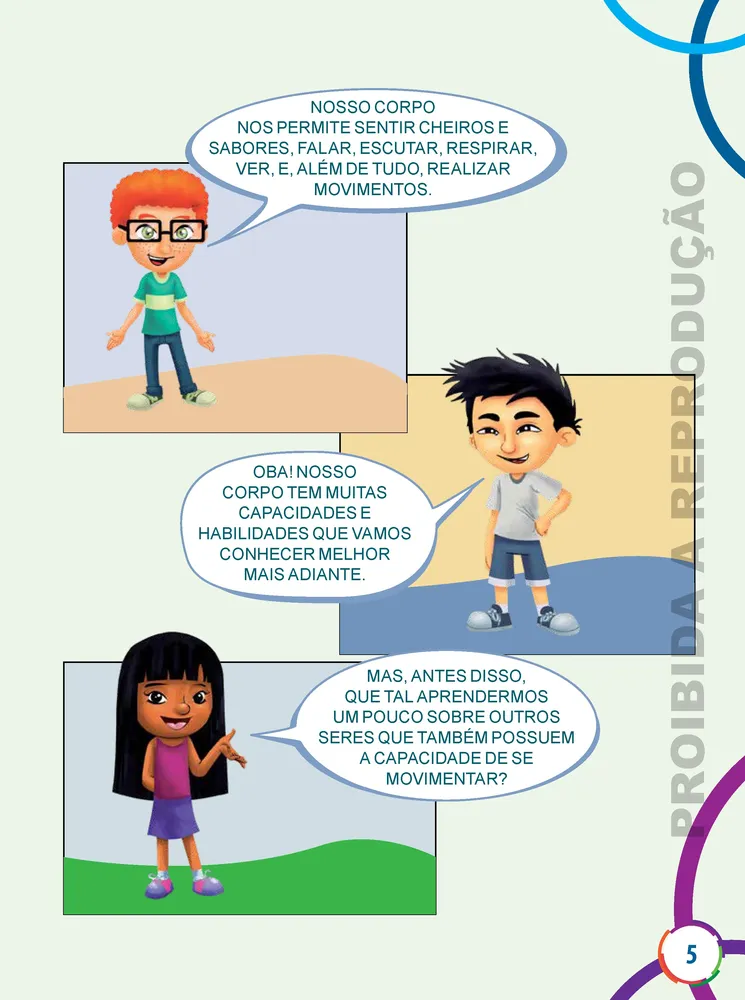 NOSSO CORPO
NOS PERMITE SENTIR CHEIROS E
SABORES, FALAR, ESCUTAR, RESPIRAR,
VER, E, ALÉM DE TUDO, REALIZAR
MOVIMENTOS.
OBA! NOSSO
CORPO TEM MUITAS
CAPACIDADES E
HABILIDADES QUE VAMOS
CONHECER MELHOR
MAIS ADIANTE.
MAS, ANTES DISSO,
QUE TAL APRENDERMOS
UM POUCO SOBRE OUTROS
SERES QUE TAMBÉM POSSUEM
A CAPACIDADE DE SE
MOVIMENTAR?
PROIBIDA A REPRODUÇÃO
5